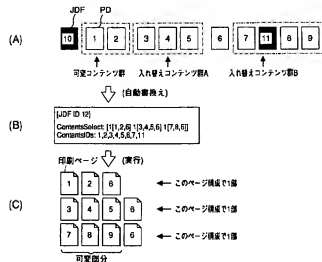 JDF PD
(A) 10 1 2 3 4 5 6 7 11 8 9
可変コンテンツ群 入れ替えコンテンツ群A 入れ替えコンテンツ群B
(自動書換え)
(B) [JDF ID 12]
ContentsSelect: [1[1,2,6] 1[3,4,5,6] 1[7,8,6]]
ContentsIDs: 1,2,3,4,5,6,7,11
印刷ページ (実行)
1 2 6 このページ構成で1部
(C) 3 4 5 6 このページ構成で1部
7 8 9 6 このページ構成で1部
可変部分